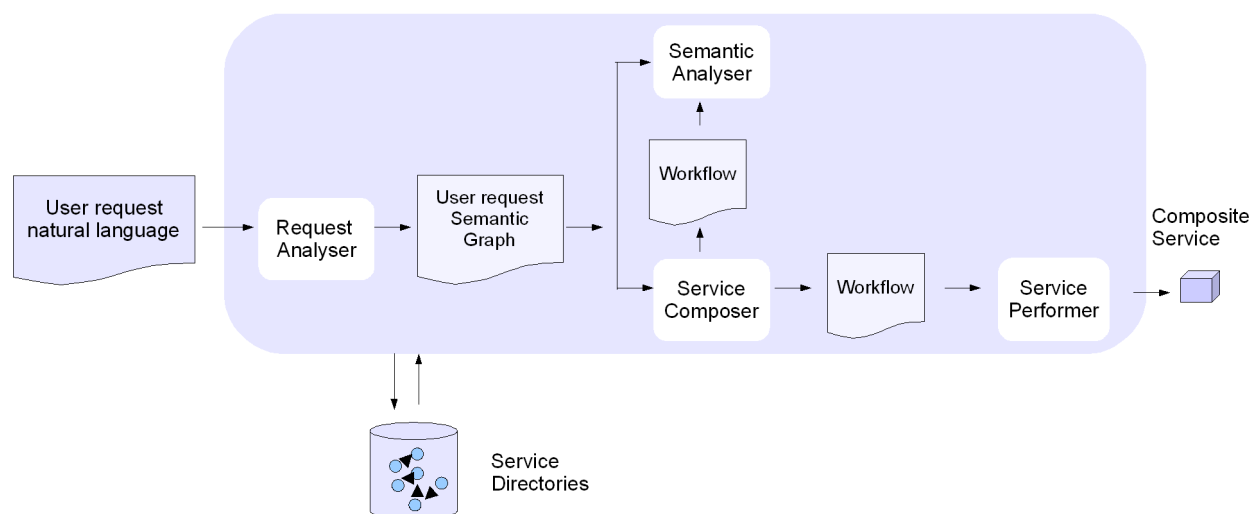 User request
natural language
Request
Analyser
User request
Semantic
Graph
Semantic
Analyser
Workflow
Service
Composer
Workflow
Service
Performer
Composite
Service
Service
Directories